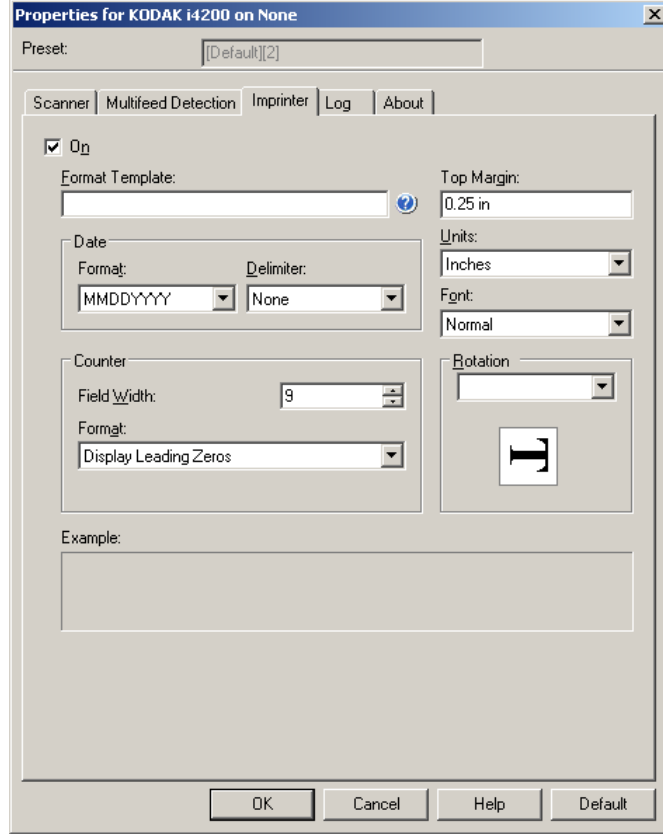 Properties for KODAK i4200 on None
Preset:
[Default][2]
Scanner Multifeed Detection Imprinter Log About
On
Format Template:
Top Margin:
0.25 in
Date
Format:
Delimiter:
MMDDYYYY
None
Units:
Inches
Font:
Normal
Counter
Field Width:
9
Format:
Display Leading Zeros
Rotation
T
Example:
OK Cancel Help Default